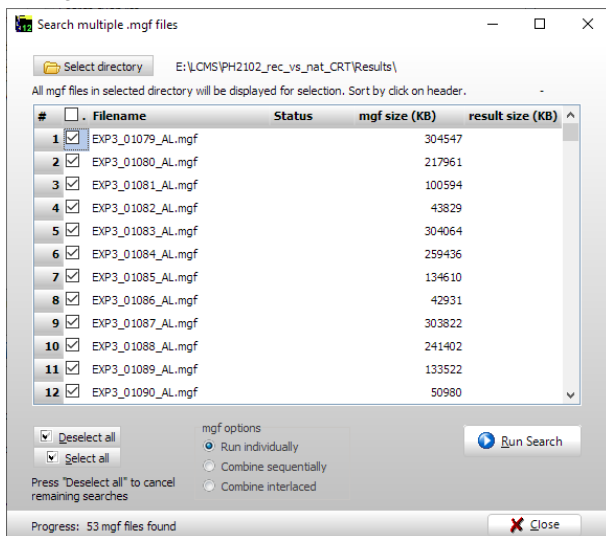 Search multiple .mgf files
Select directory E:\LCMS\PH2102_rec_vs_nat_CRT\Results\
All mgf files in selected directory will be displayed for selection. Sort by click on header. -
# . Filename Status mgf size (KB) result size (KB)
1 EXP3_01079_AL.mgf 304547
2 EXP3_01080_AL.mgf 217961
3 EXP3_01081_AL.mgf 100594
4 EXP3_01082_AL.mgf 43829
5 EXP3_01083_AL.mgf 304064
6 EXP3_01084_AL.mgf 259436
7 EXP3_01085_AL.mgf 134610
8 EXP3_01086_AL.mgf 42931
9 EXP3_01087_AL.mgf 303822
10 EXP3_01088_AL.mgf 241402
11 EXP3_01089_AL.mgf 133522
12 EXP3_01090_AL.mgf 50980
Deselect all
Select all
Press "Deselect all" to cancel
remaining searches
mgf options
Run individually
Combine sequentially
Combine interlaced
Run Search
Progress: 53 mgf files found
Close